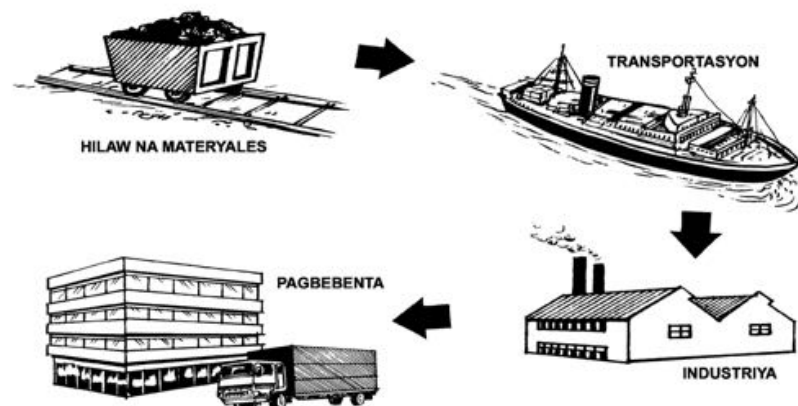 HILAW NA MATERYALES
TRANSPORTASYON
INDUSTRIYA
PAGBEBENTA